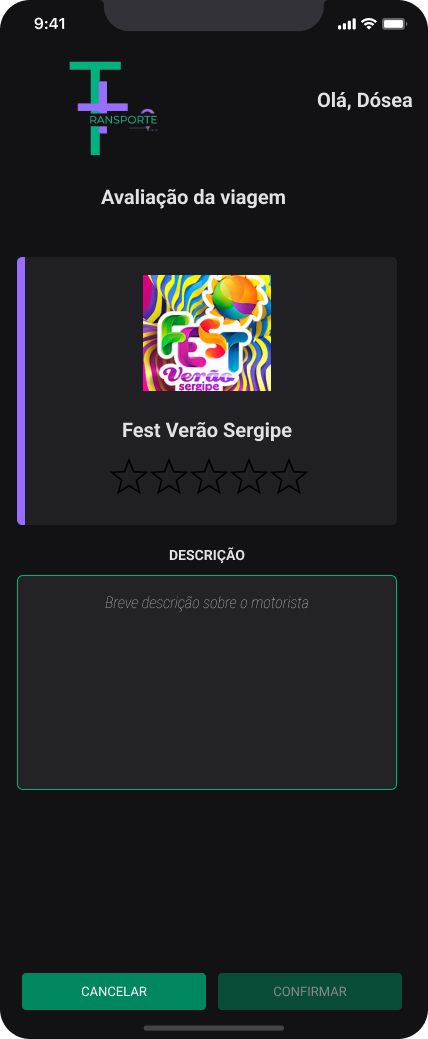 9:41
RANSPORTE
Olá, Dósea
Avaliação da viagem
FEST
Verão
sergipe
Fest Verão Sergipe
DESCRIÇÃO
Breve descrição sobre o motorista
CANCELAR
CONFIRMAR